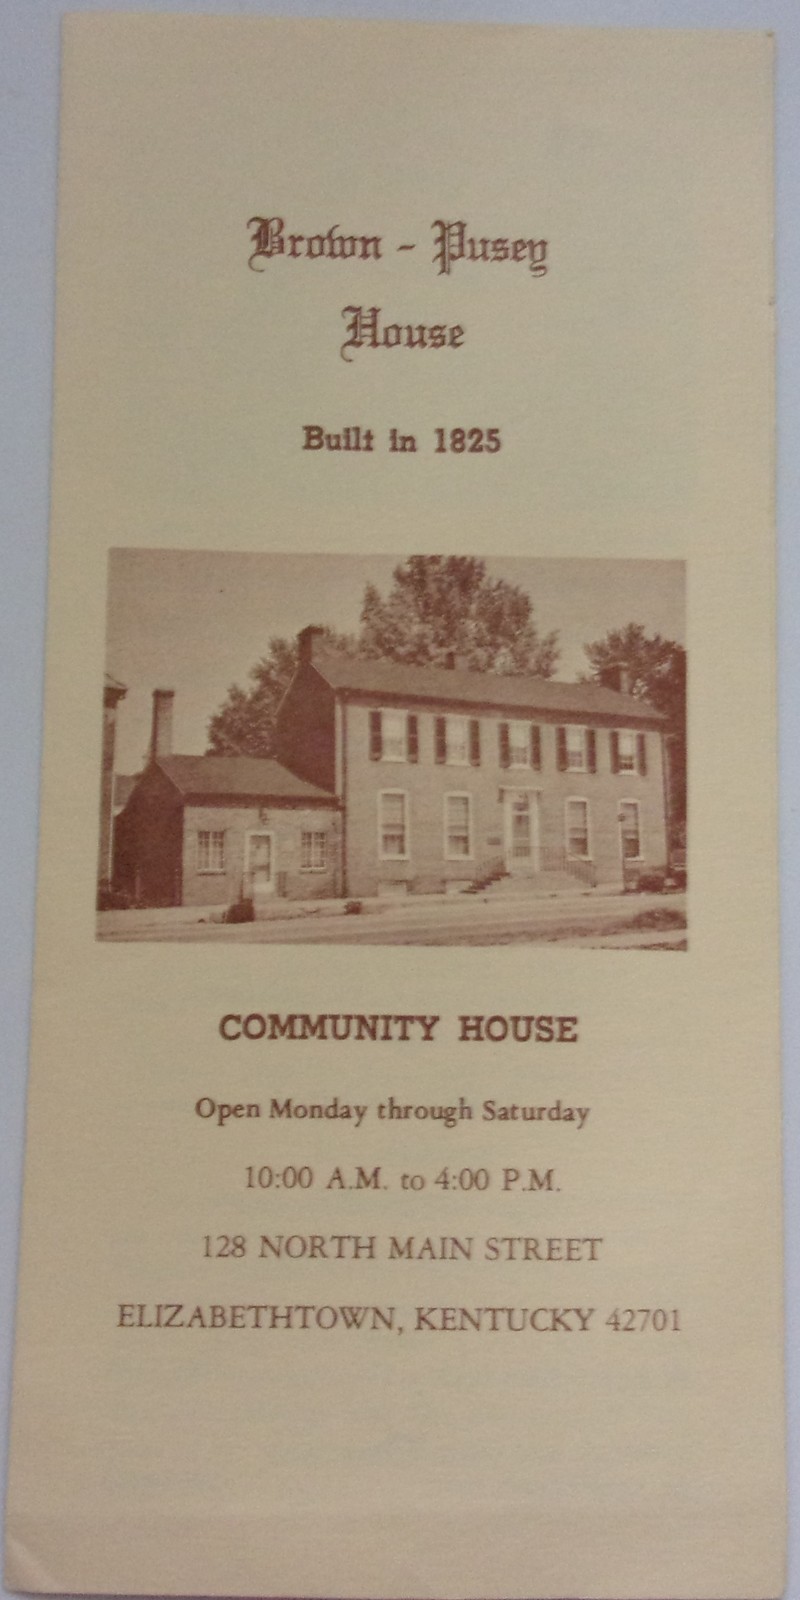 Brown - Pusey
House
Built in 1825
COMMUNITY HOUSE
Open Monday through Saturday
10:00 A.M. to 4:00 P.M.
128 NORTH MAIN STREET
ELIZABETHTOWN, KENTUCKY 42701